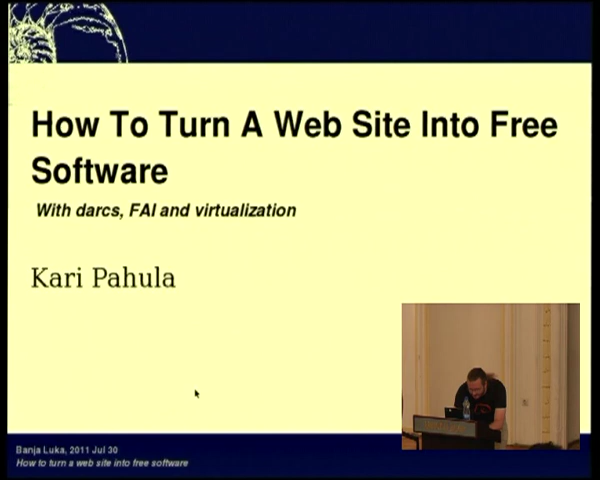 How To Turn A Web Site Into Free
Software
With darcs, FAI and virtualization
Kari Pahula
Banja Luka, 2011 Jul 30
How to turn a web site into free software